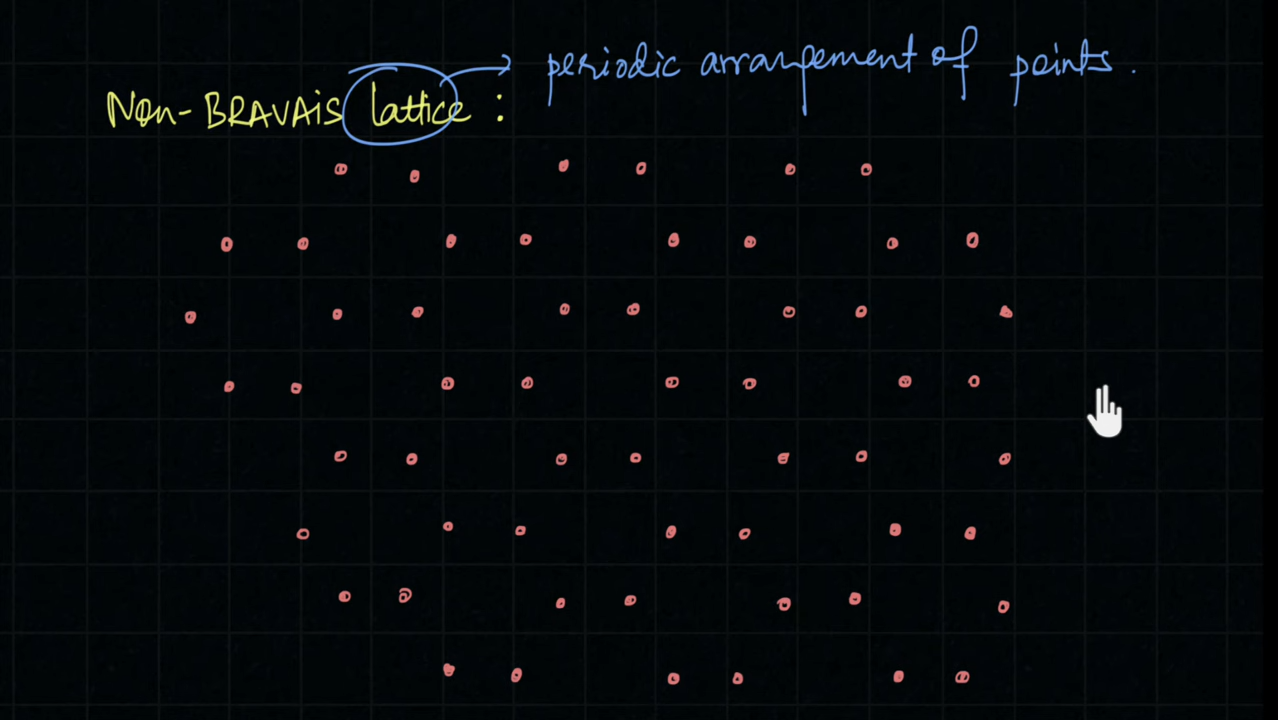 periodic arrangement of points.
Non-BRAVAIS lattice :